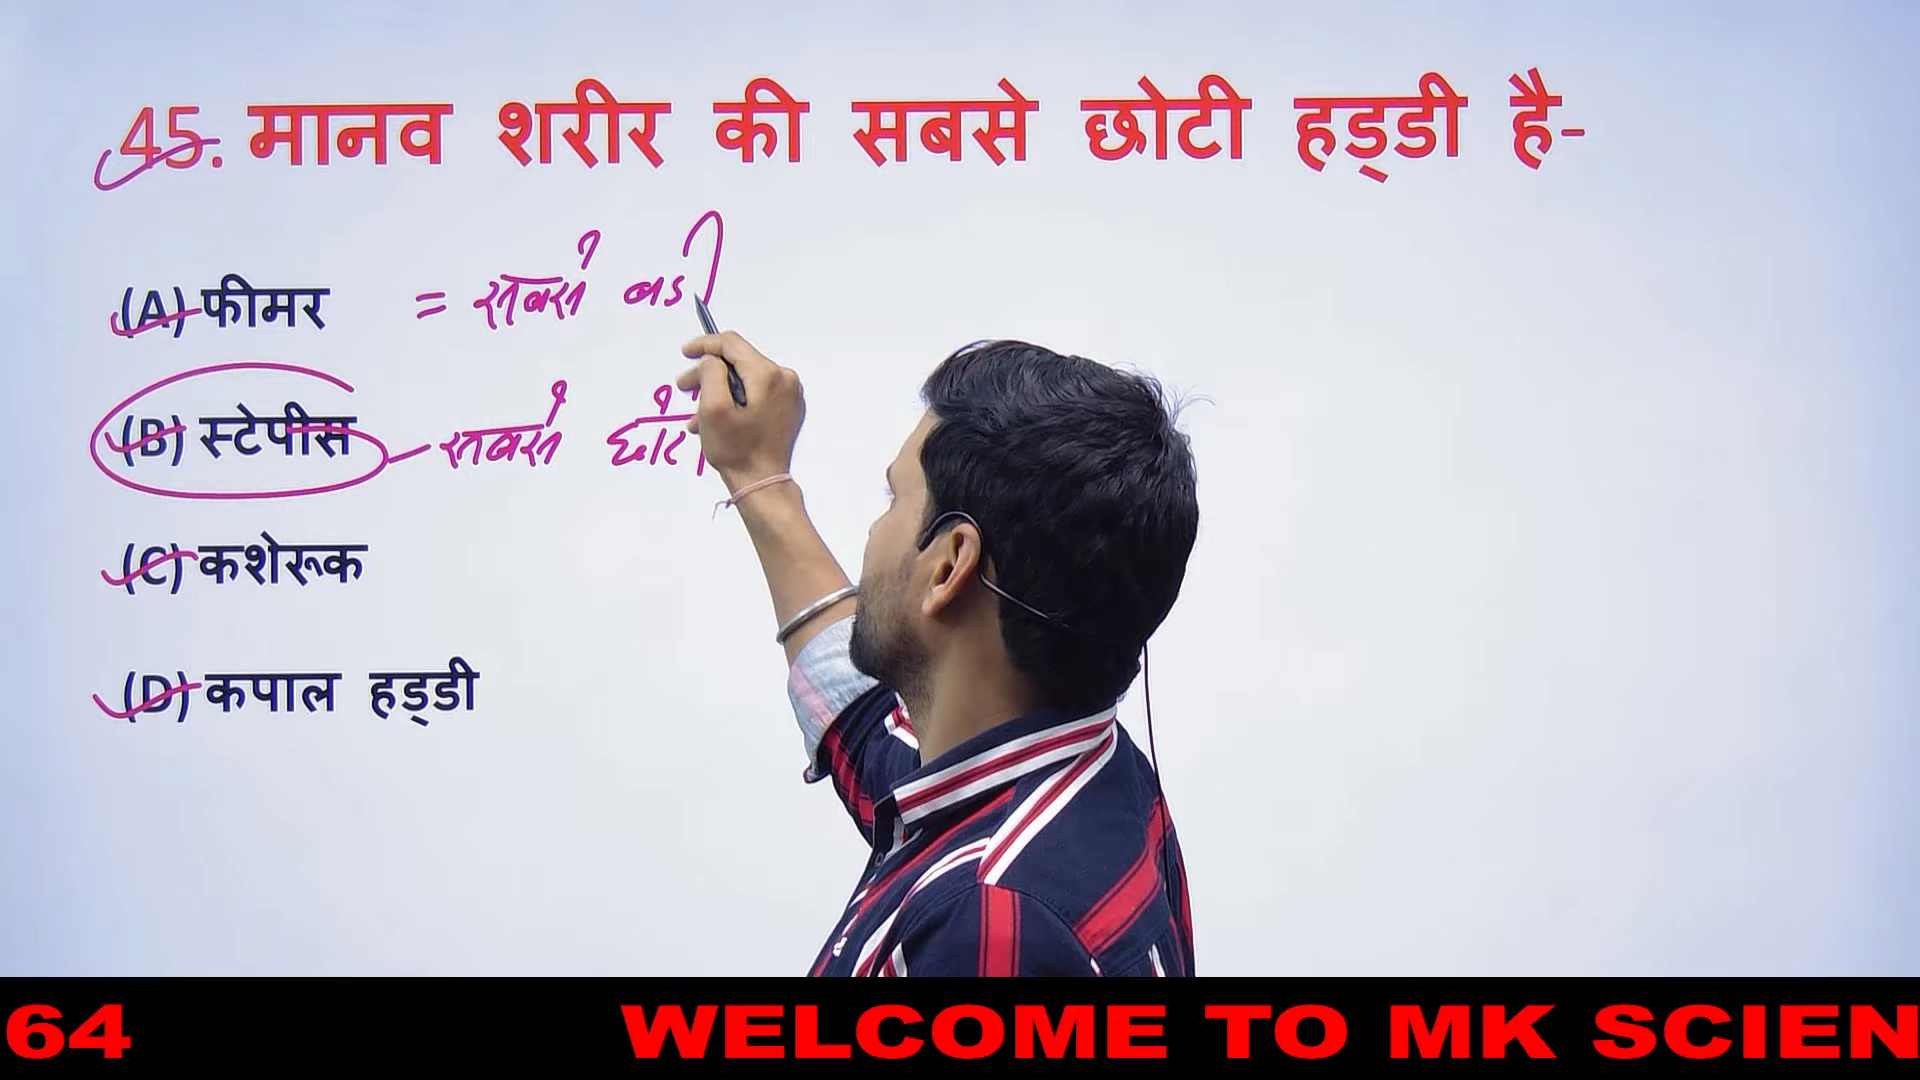 45. मानव शरीर की सबसे छोटी हड्डी है-
(A) फीमर = सबसे बड़ी
(B) स्टेपीस - सबसे छोटी
(C) कशेरूक
(D) कपाल हड्डी
64 WELCOME TO MK SCIEN